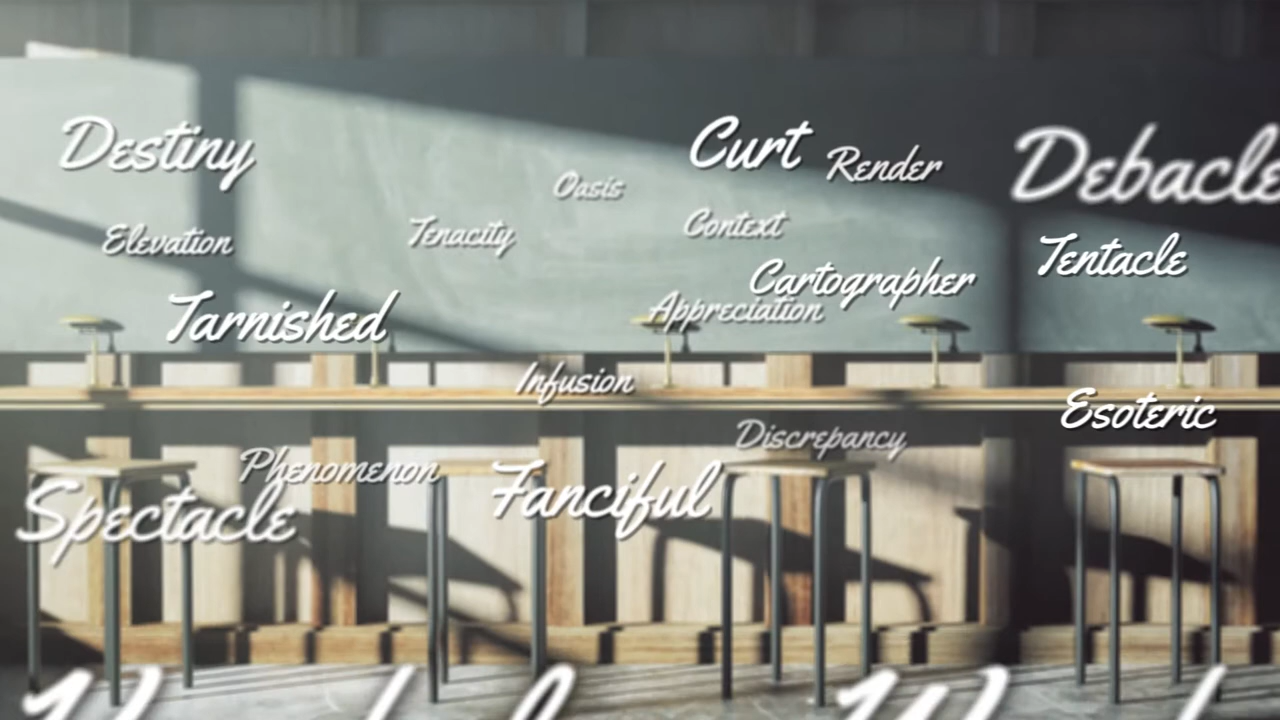 Destiny
Curt
Render
Debacle
Oasis
Elevation
Tenacity
Context
Tentacle
Cartographer
Tarnished
Appreciation
Infusion
Esoteric
Discrepancy
Phenomenon
Fanciful
Spectacle